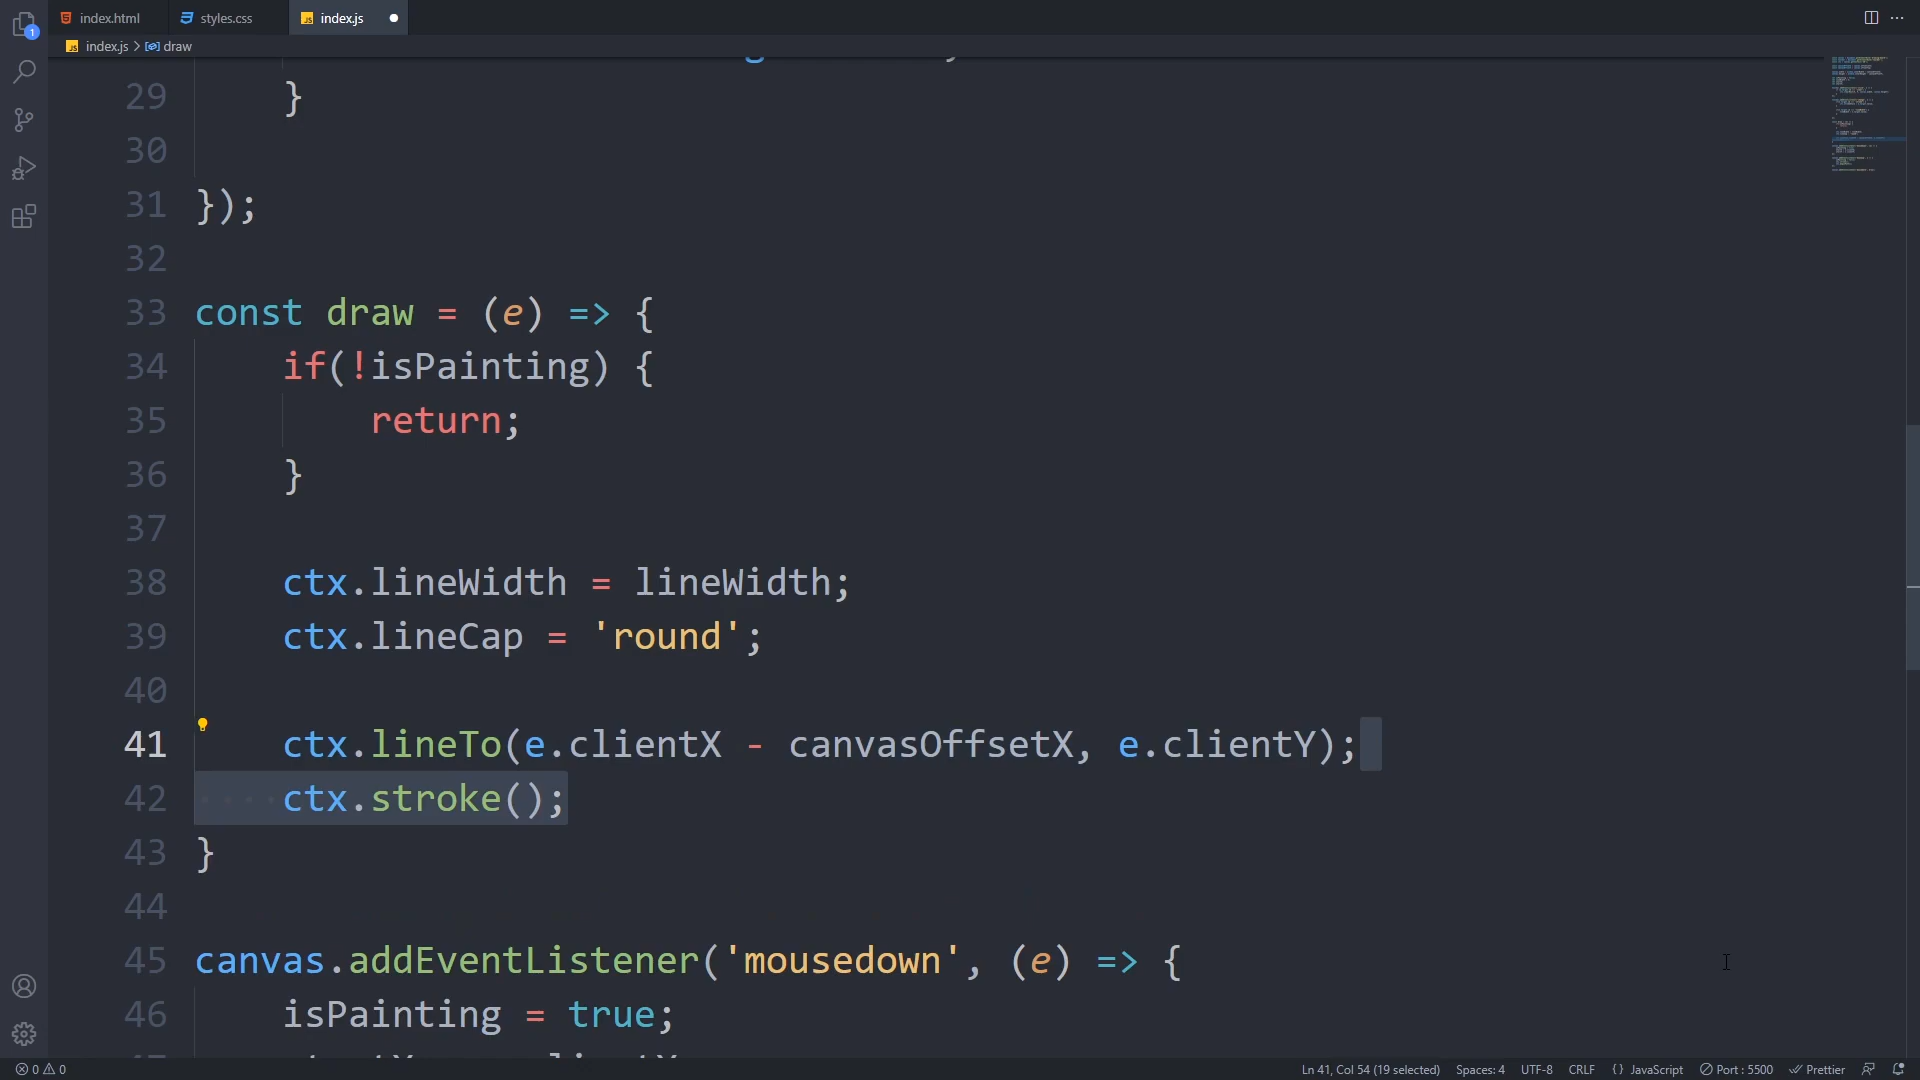 index.html styles.css JS index.js
1
JS index.js > draw
29 }
30
31 });
32
33 const draw = (e) => {
34 if(!isPainting) {
35 return;
36 }
37
38 ctx.lineWidth = lineWidth;
39 ctx.lineCap = 'round';
40
41 ctx.lineTo(e.clientX - canvasOffsetX, e.clientY);
42 ctx.stroke();
43 }
44
45 canvas.addEventListener('mousedown', (e) => {
46 isPainting = true;
0 0 Ln 41, Col 54 (19 selected) Spaces: 4 UTF-8 CRLF {} JavaScript Port : 5500 Prettier